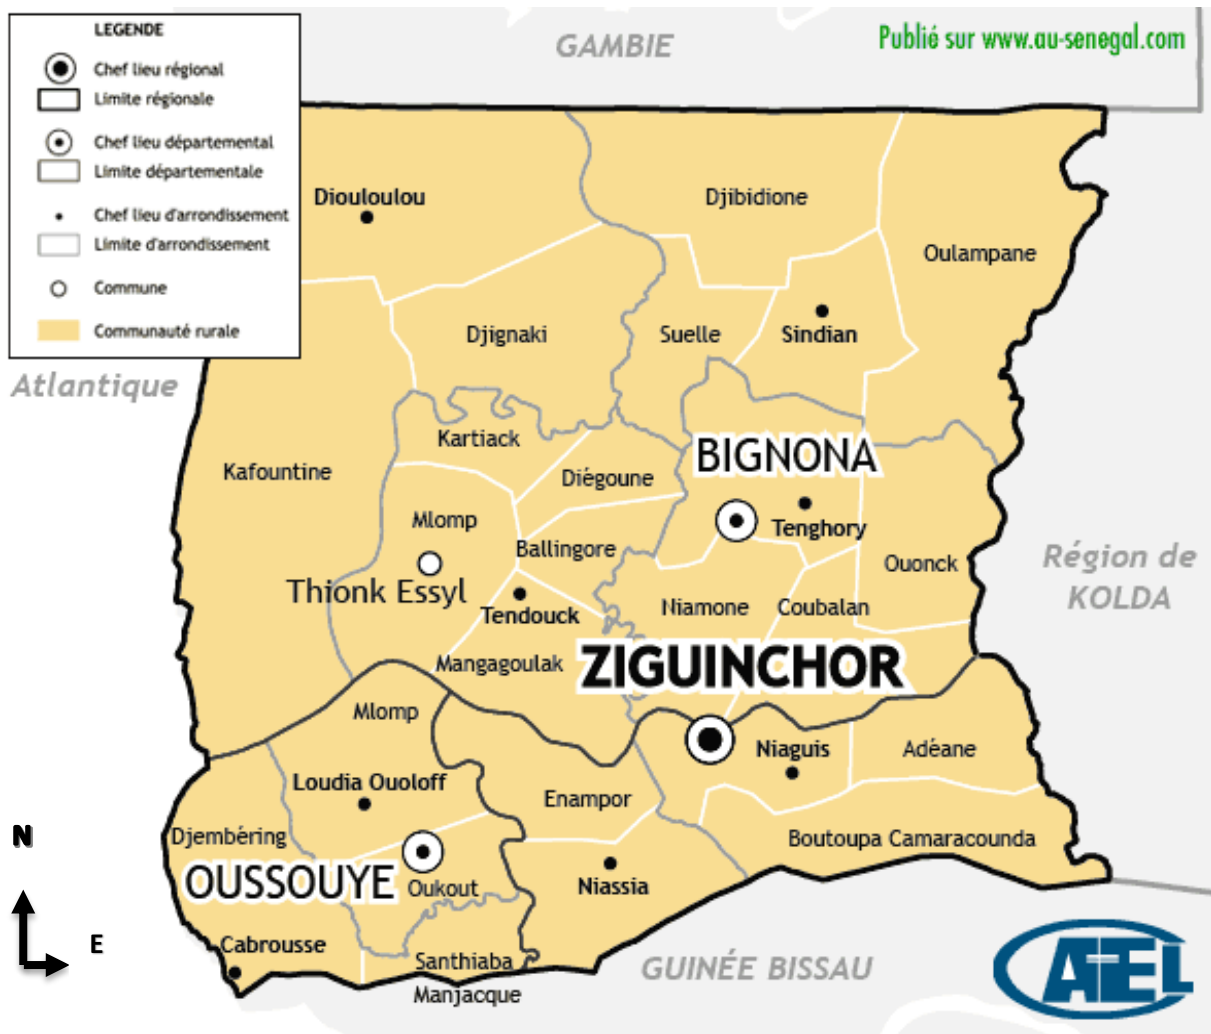 LEGENDE
Chef lieu régional
Limite régionale
Chef lieu départemental
Limite départementale
Chef lieu d'arrondissement
Limite d'arrondissement
Commune
Communauté rurale
GAMBIE
Publié sur www.au-senegal.com
Diouloulou
Djibidione
Oulampane
Djignaki
Suelle
Sindian
Atlantique
Kartiack
BIGNONA
Kafountine
Diégoune
Mlomp
Tenghory
Ballingore
Ouonck
Région de
KOLDA
Thionk Essyl
Tendouck
Niamone
Coubalan
Mangagoulak
ZIGUINCHOR
Mlomp
Niaguis
Adéane
Loudia Ouoloff
Enampor
Djembéring
Boutoupa Camaracounda
N
OUSSOUYE
Oukout
Niassia
E
Cabrousse
Santhiaba
Manjacque
GUINÉE BISSAU
ATEL